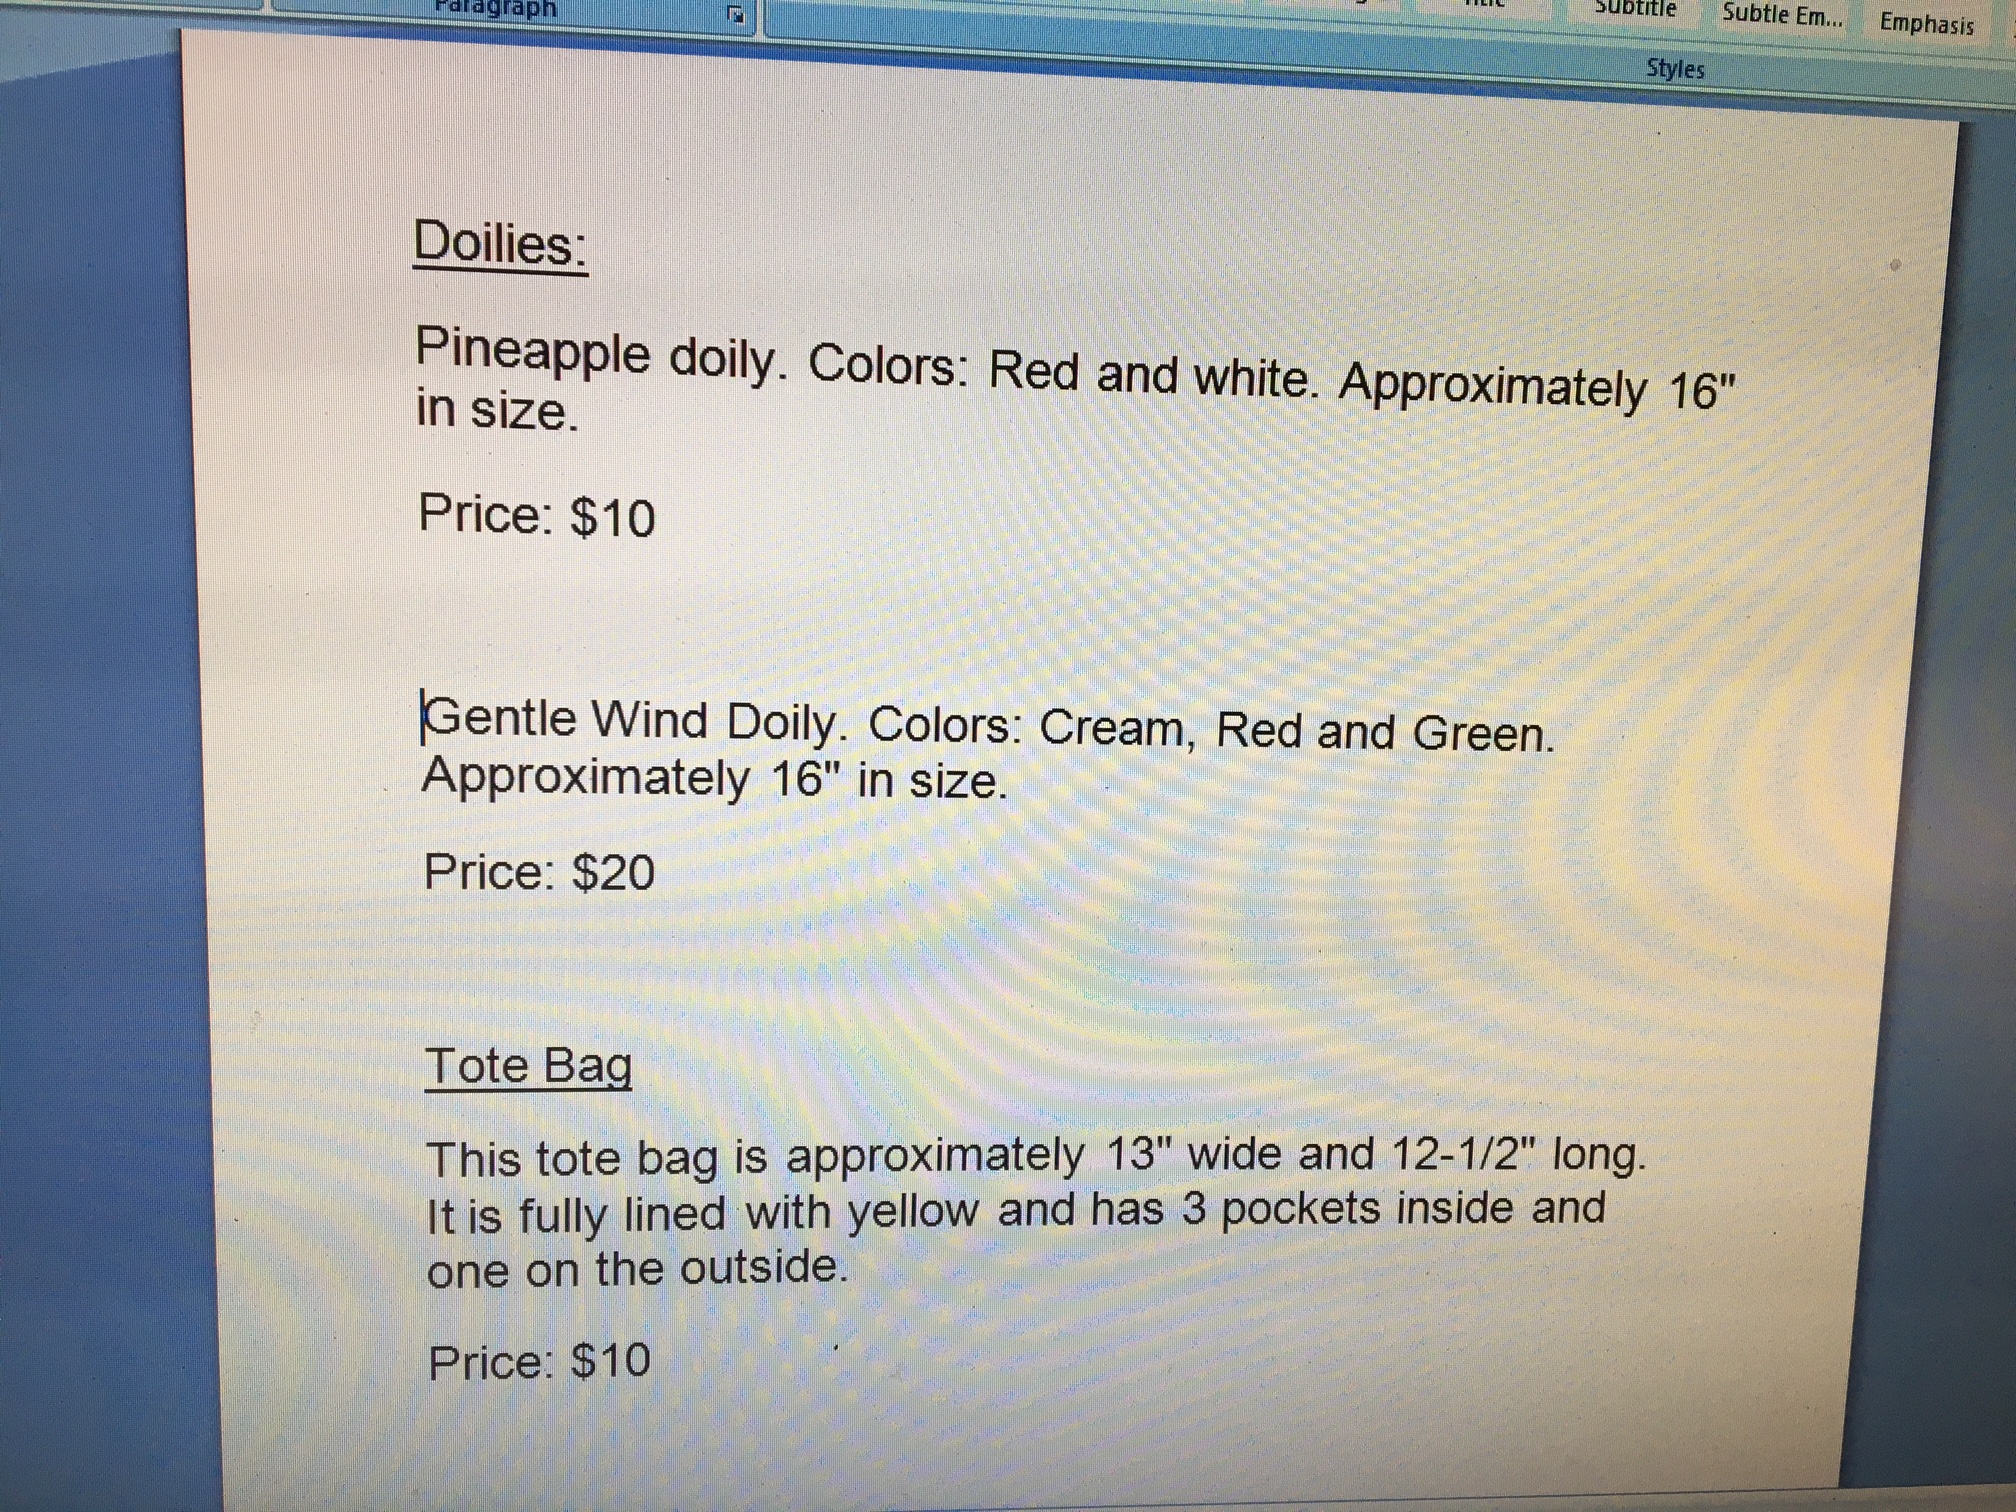 Paragraph
Subtitle
Subtle Em...
Emphasis
Styles
Doilies:
Pineapple doily. Colors: Red and white. Approximately 16"
in size.
Price: $10
Gentle Wind Doily. Colors: Cream, Red and Green.
Approximately 16" in size.
Price: $20
Tote Bag
This tote bag is approximately 13" wide and 12-1/2" long.
It is fully lined with yellow and has 3 pockets inside and
one on the outside.
Price: $10